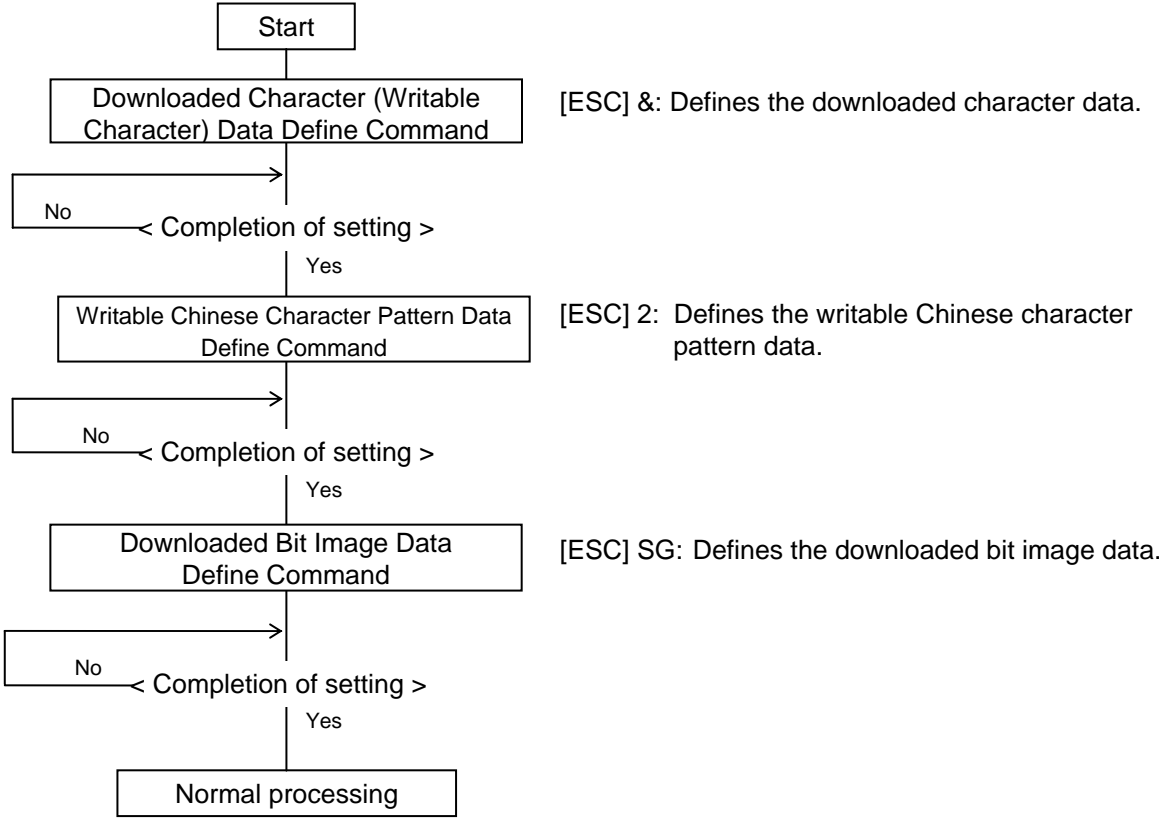 Start
Downloaded Character (Writable
Character) Data Define Command
[ESC] &: Defines the downloaded character data.
No
< Completion of setting >
Yes
Writable Chinese Character Pattern Data
Define Command
[ESC] 2: Defines the writable Chinese character
pattern data.
No
< Completion of setting >
Yes
Downloaded Bit Image Data
Define Command
[ESC] SG: Defines the downloaded bit image data.
No
< Completion of setting >
Yes
Normal processing